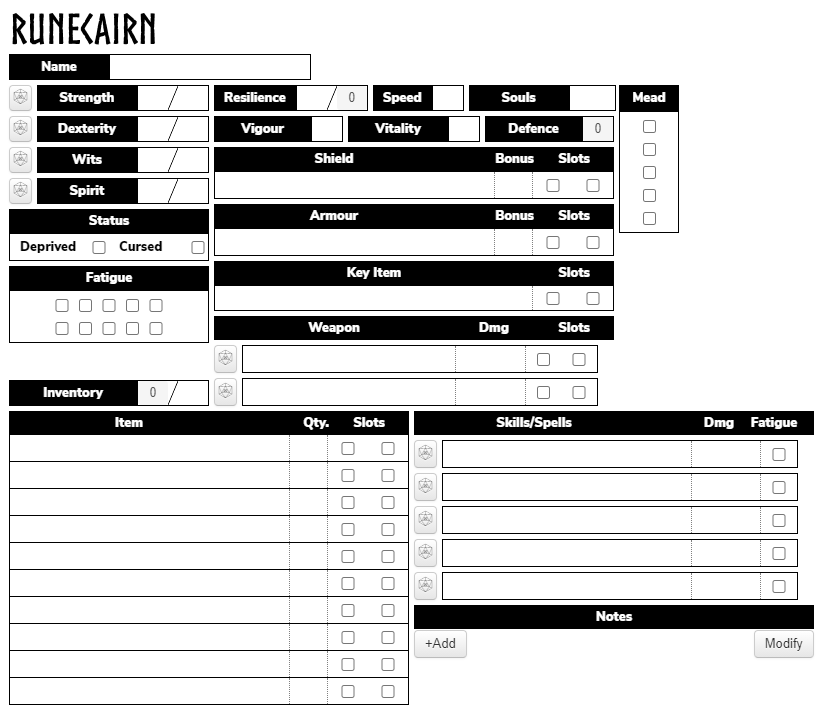 RUNECAIRN
Name
Strength / Resilience / 0 Speed Souls Mead
Dexterity / Vigour Vitality Defence 0
Wits / Shield Bonus Slots
Spirit /
Status Armour Bonus Slots
Deprived Cursed
Fatigue Key Item Slots
Weapon Dmg Slots
Inventory 0 /
Item Qty. Slots Skills/Spells Dmg Fatigue
Notes
+Add Modify